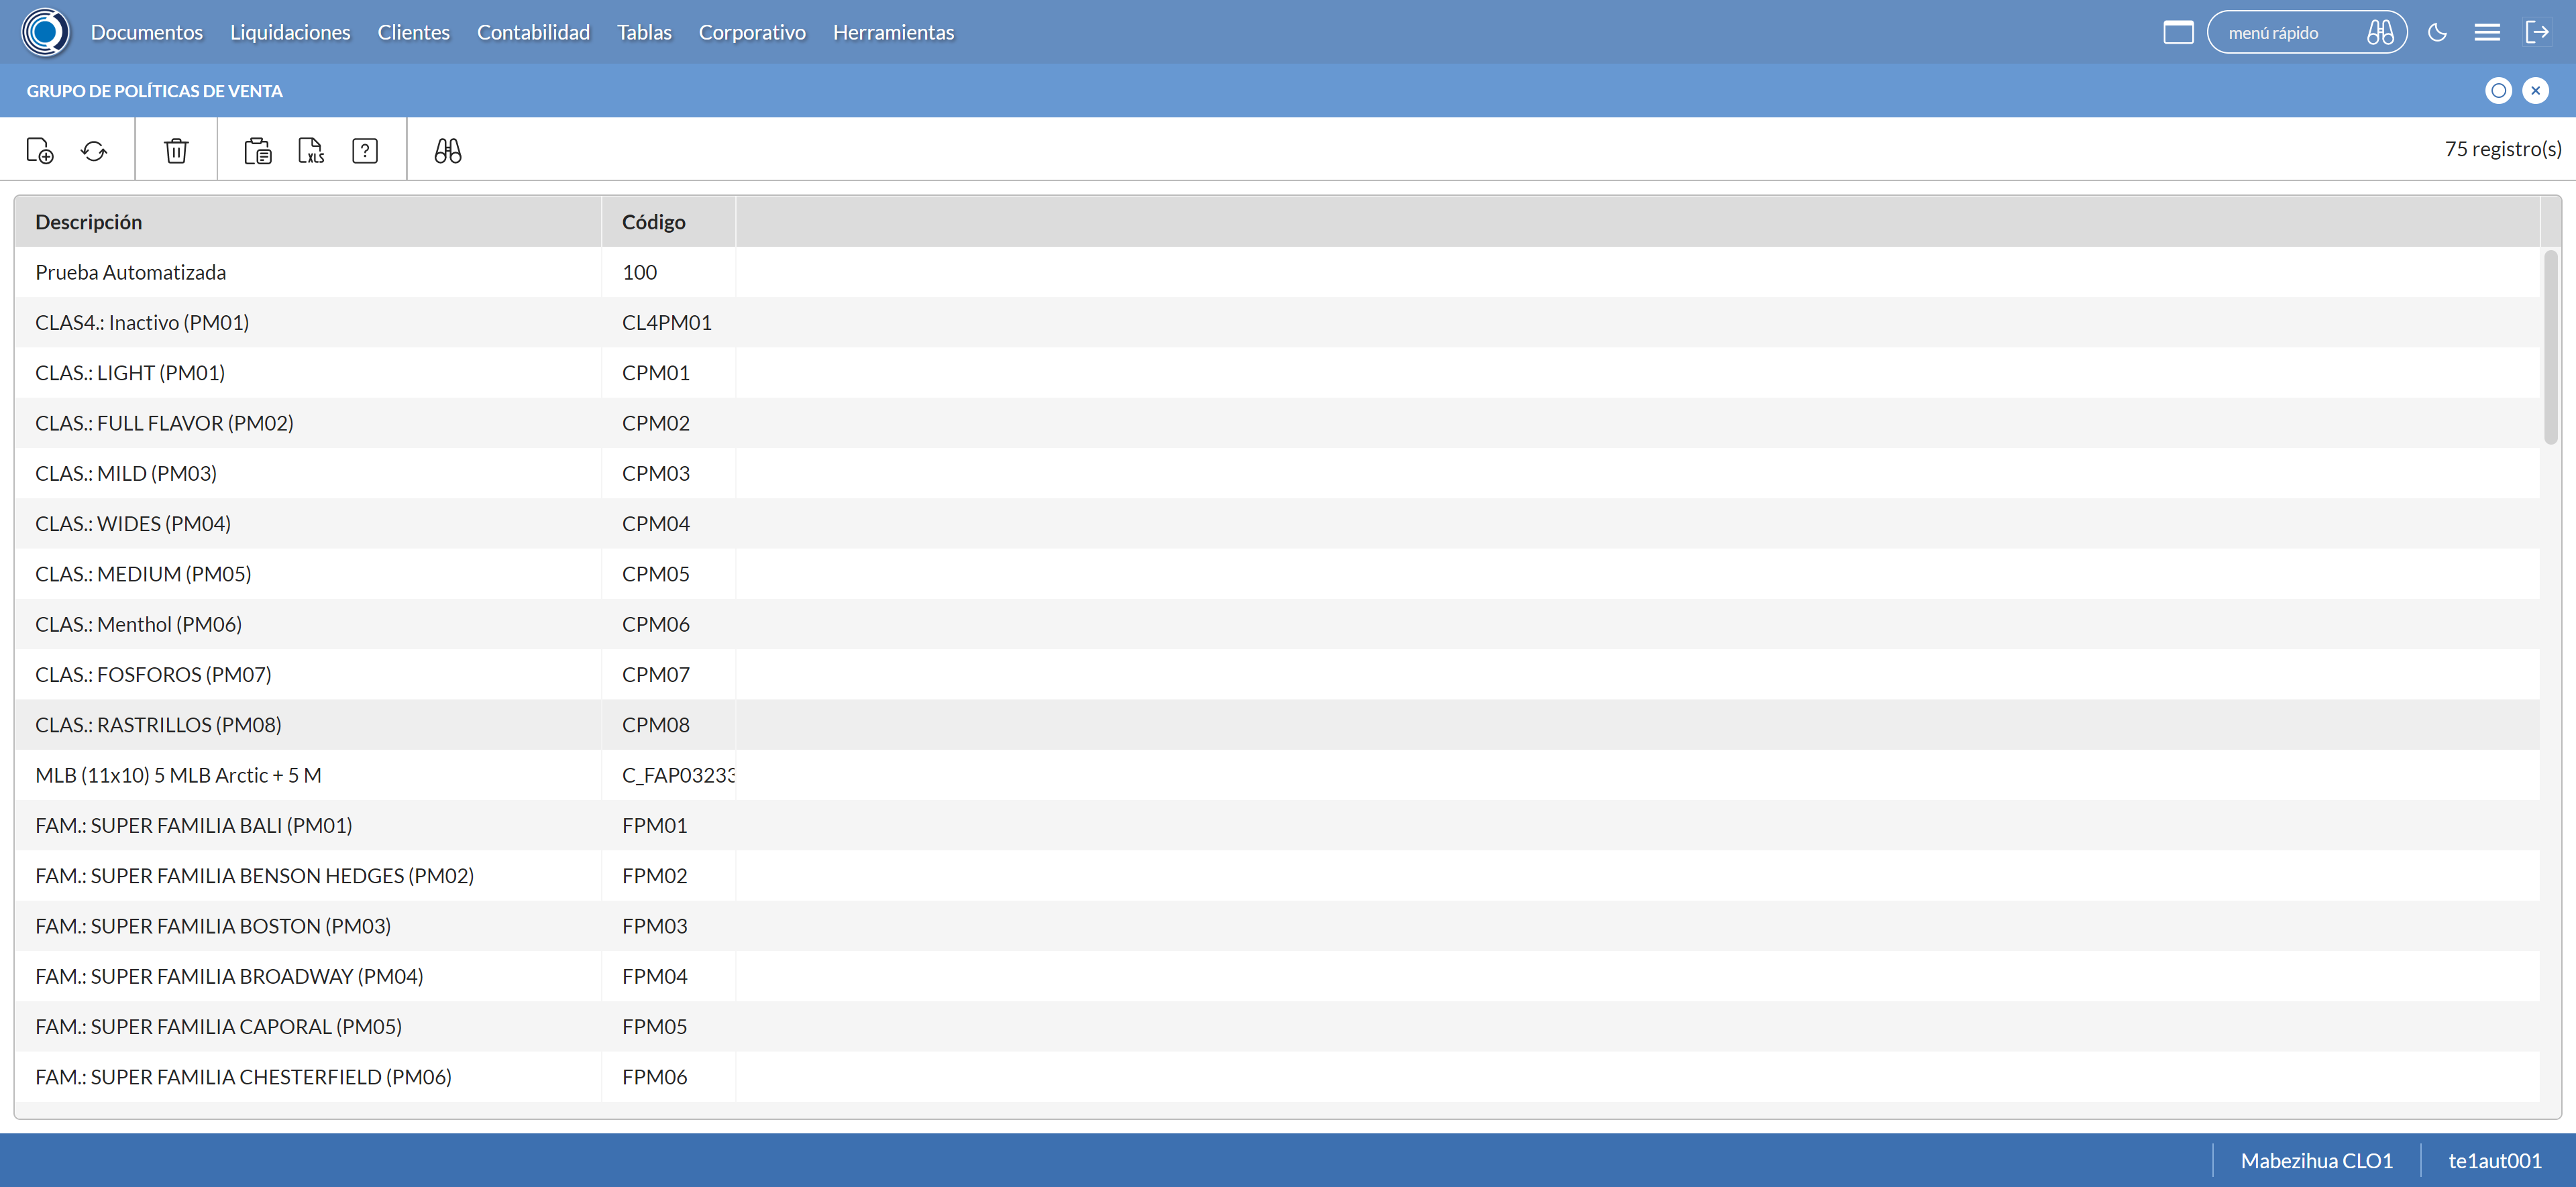 Documentos Liquidaciones Clientes Contabilidad Tablas Corporativo Herramientas menú rápido
GRUPO DE POLÍTICAS DE VENTA
XLS ? 75 registro(s)
Descripción Código
Prueba Automatizada 100
CLAS4.: Inactivo (PM01) CL4PM01
CLAS.: LIGHT (PM01) CPM01
CLAS.: FULL FLAVOR (PM02) CPM02
CLAS.: MILD (PM03) CPM03
CLAS.: WIDES (PM04) CPM04
CLAS.: MEDIUM (PM05) CPM05
CLAS.: Menthol (PM06) CPM06
CLAS.: FOSFOROS (PM07) CPM07
CLAS.: RASTRILLOS (PM08) CPM08
MLB (11x10) 5 MLB Arctic + 5 M C_FAP03233
FAM.: SUPER FAMILIA BALI (PM01) FPM01
FAM.: SUPER FAMILIA BENSON HEDGES (PM02) FPM02
FAM.: SUPER FAMILIA BOSTON (PM03) FPM03
FAM.: SUPER FAMILIA BROADWAY (PM04) FPM04
FAM.: SUPER FAMILIA CAPORAL (PM05) FPM05
FAM.: SUPER FAMILIA CHESTERFIELD (PM06) FPM06
Mabezihua CLO1 te1aut001